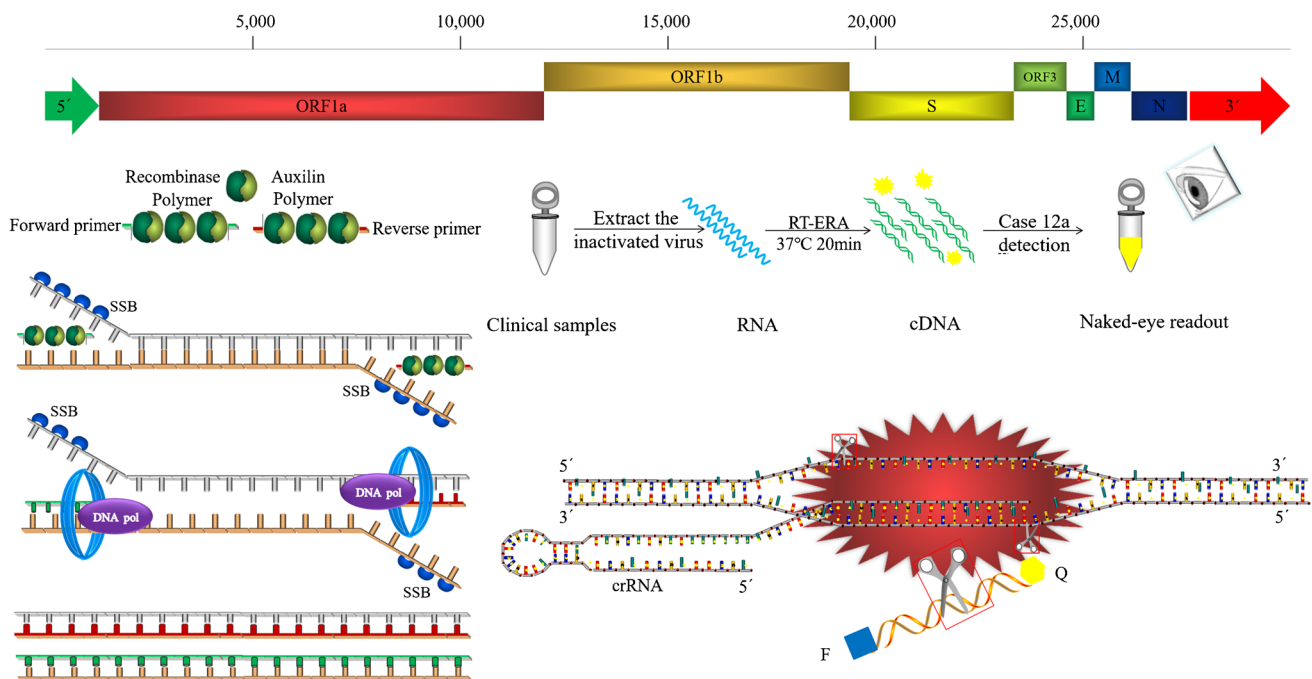 5,000
10,000
15,000
20,000
25,000
5´
ORF1a
ORF1b
S
ORF3
E
M
N
3´
Recombinase
Polymer
Auxilin
Polymer
Forward primer
Reverse primer
Extract the
inactivated virus
RT-ERA
37℃ 20min
Case 12a
detection
Clinical samples
RNA
cDNA
Naked-eye readout
SSB
SSB
SSB
DNA pol
DNA pol
SSB
5´
3´
3´
5´
crRNA
5´
Q
F